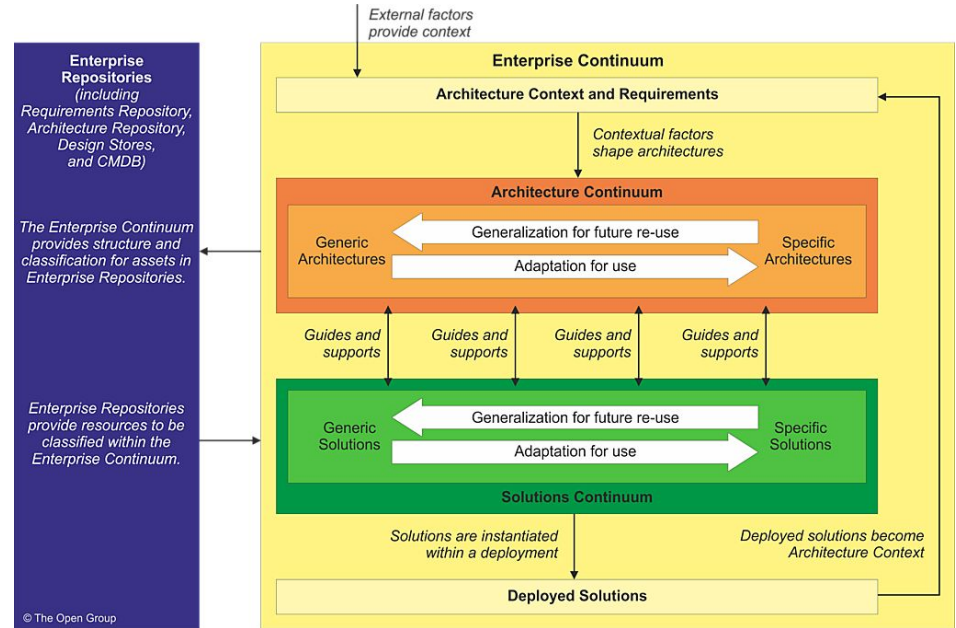 External factors
provide context
Enterprise
Repositories
(including
Requirements Repository,
Architecture Repository,
Design Stores,
and CMDB)
The Enterprise Continuum
provides structure and
classification for assets in
Enterprise Repositories.
Enterprise Repositories
provide resources to be
classified within the
Enterprise Continuum.
© The Open Group
Enterprise Continuum
Architecture Context and Requirements
Contextual factors
shape architectures
Architecture Continuum
Generic
Architectures
Generalization for future re-use
Adaptation for use
Specific
Architectures
Guides and
supports
Guides and
supports
Guides and
supports
Guides and
supports
Generic
Solutions
Generalization for future re-use
Adaptation for use
Specific
Solutions
Solutions Continuum
Solutions are instantiated
within a deployment
Deployed solutions become
Architecture Context
Deployed Solutions